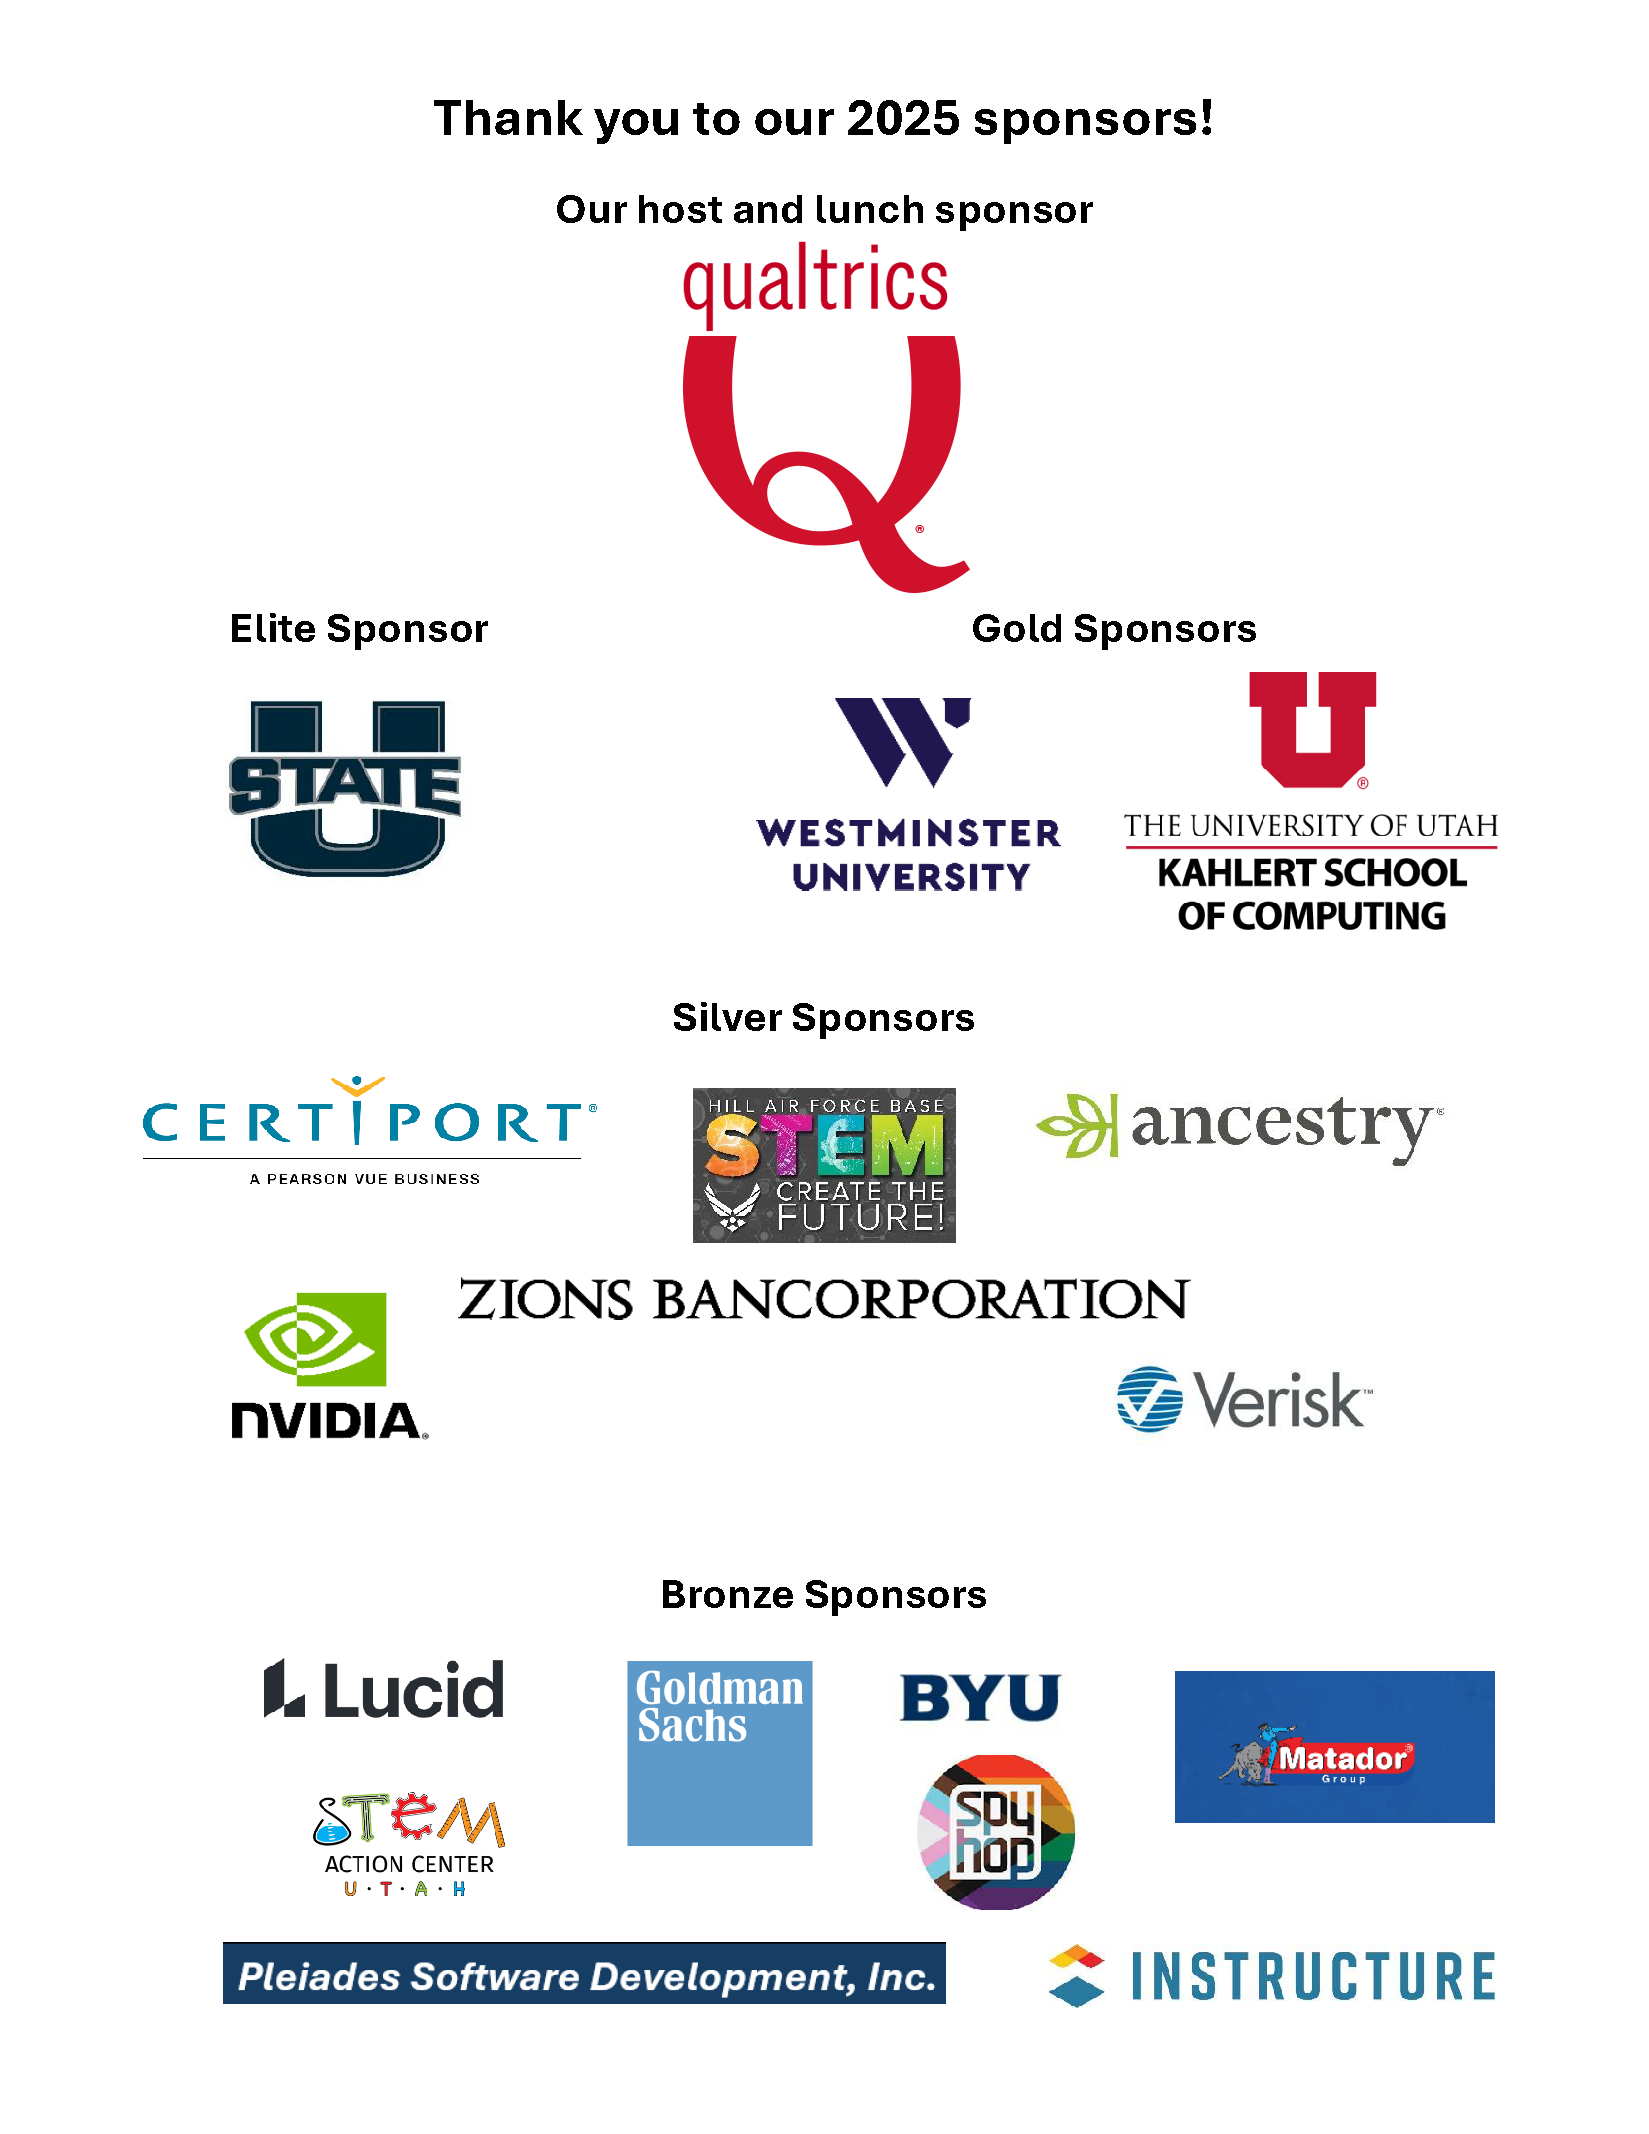 Thank you to our 2025 sponsors!
Our host and lunch sponsor
qualtrics
Q®
Elite Sponsor
U
STATE
Gold Sponsors
W
WESTMINSTER
UNIVERSITY
U®
THE UNIVERSITY OF UTAH
KAHLERT SCHOOL
OF COMPUTING
Silver Sponsors
CERTIPORT®
A PEARSON VUE BUSINESS
HILL AIR FORCE BASE
STEM
CREATE THE
FUTURE!
ancestry®
ZIONS BANCORPORATION
NVIDIA®
Verisk™
Bronze Sponsors
Lucid
Goldman
Sachs
BYU
Matador®
Group
STEM
ACTION CENTER
U·T·A·H
spy
hop
Pleiades Software Development, Inc.
INSTRUCTURE